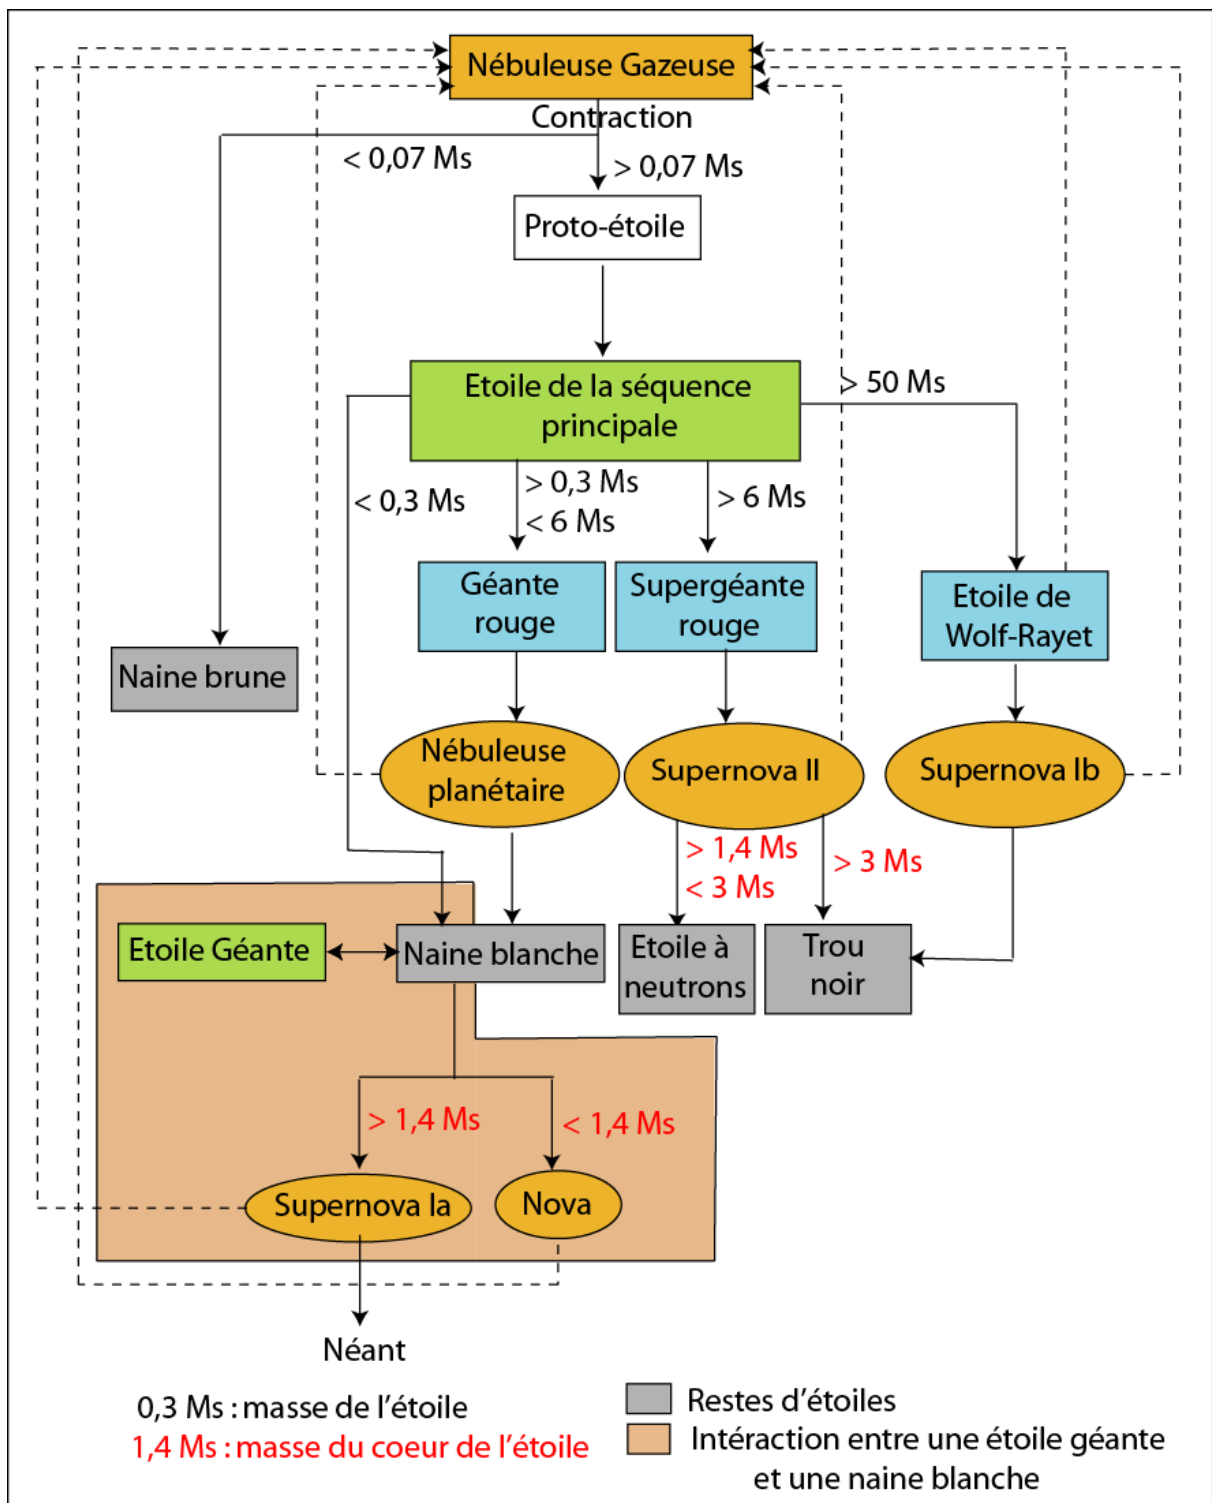 Nébuleuse Gazeuse
Contraction
< 0,07 Ms
> 0,07 Ms
Proto-étoile
Etoile de la séquence
principale
> 50 Ms
< 0,3 Ms
> 0,3 Ms
< 6 Ms
> 6 Ms
Géante
rouge
Supergéante
rouge
Etoile de
Wolf-Rayet
Naine brune
Nébuleuse
planétaire
Supernova II
Supernova Ib
> 1,4 Ms
< 3 Ms
> 3 Ms
Etoile Géante
Naine blanche
Etoile à
neutrons
Trou
noir
> 1,4 Ms
< 1,4 Ms
Supernova Ia
Nova
Néant
0,3 Ms : masse de l'étoile
1,4 Ms : masse du coeur de l'étoile
Restes d'étoiles
Intéraction entre une étoile géante
et une naine blanche